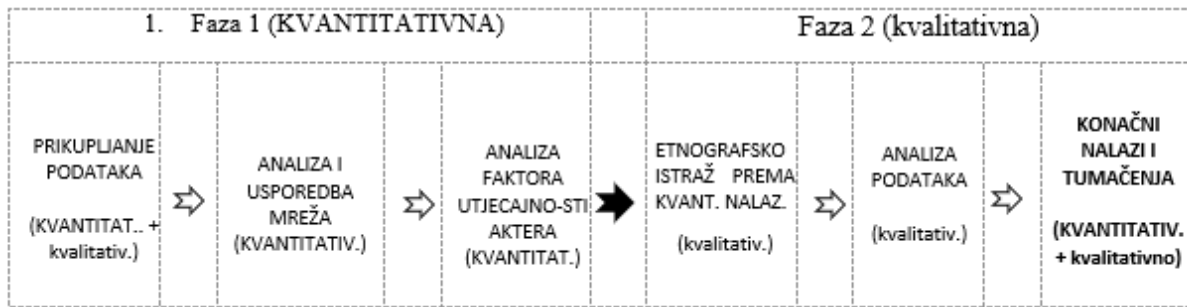 1. Faza 1 (KVANTITATIVNA)
Faza 2 (kvalitativna)
PRIKUPLJANJE
PODATAKA
(KVANTITAT.. +
kvalitativ.)
ANALIZA I
USPOREDBA
MREŽA
(KVANTITATIV.)
ANALIZA
FAKTORA
UTJECAJNO-STI
AKTERA
(KVANTITAT.)
ETNOGRAFSKO
ISTRAŽ PREMA
KVANT. NALAZ.
(kvalitativ.)
ANALIZA
PODATAKA
(kvalitativ.)
KONAČNI
NALAZI I
TUMAČENJA
(KVANTITATIV.
+ kvalitativno)